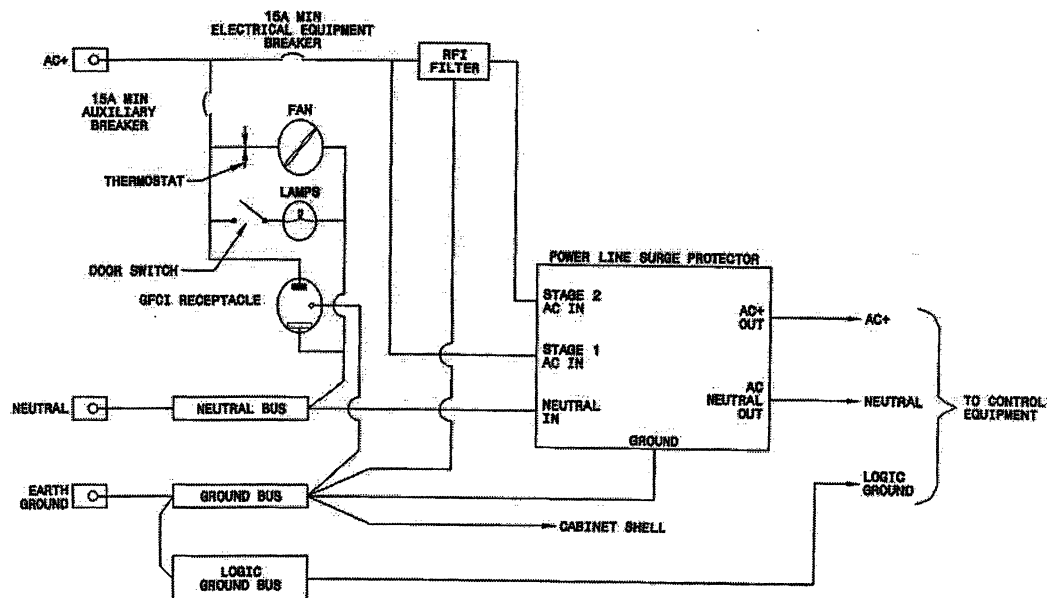 15A MIN
ELECTRICAL EQUIPMENT
BREAKER
AC+
RFI
FILTER
15A MIN
AUXILIARY
BREAKER
FAN
THERMOSTAT
LAMPS
DOOR SWITCH
GFCI RECEPTACLE
POWER LINE SURGE PROTECTOR
STAGE 2
AC IN
AC+
OUT
AC+
STAGE 1
AC IN
NEUTRAL
NEUTRAL BUS
NEUTRAL
IN
AC
NEUTRAL
OUT
NEUTRAL
TO CONTROL
EQUIPMENT
GROUND
EARTH
GROUND
GROUND BUS
LOGIC
GROUND
CABINET SHELL
LOGIC
GROUND BUS